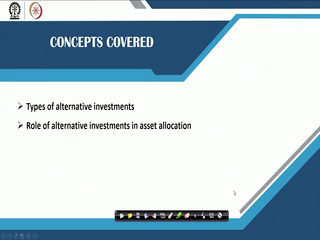 CONCEPTS COVERED
➤ Types of alternative investments
➤ Role of alternative investments in asset allocation